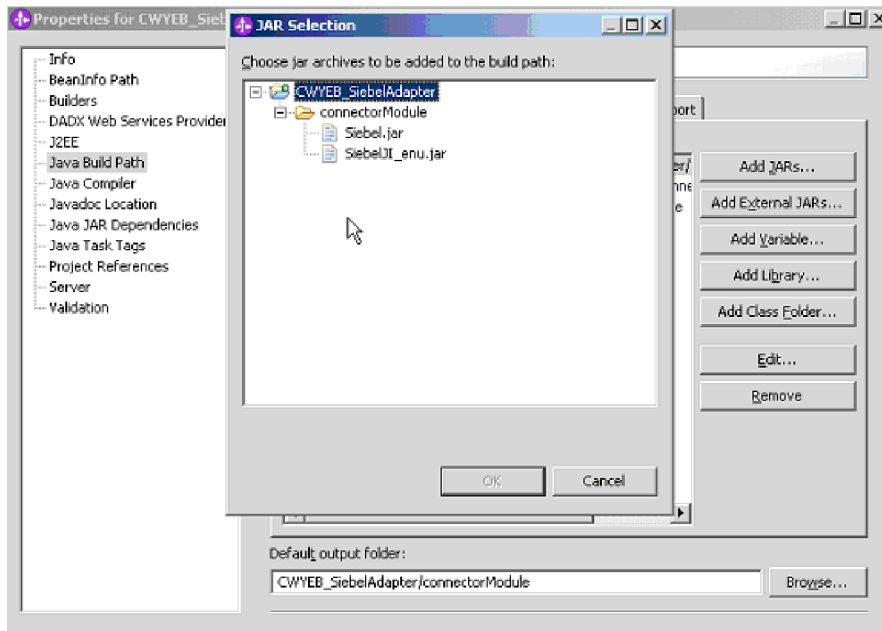 Properties for CWYEB_Sie
JAR Selection
Info
BeanInfo Path
Builders
DADX Web Services Provider
J2EE
Java Build Path
Java Compiler
Javadoc Location
Java JAR Dependencies
Java Task Tags
Project References
Server
Validation
Choose jar archives to be added to the build path:
CWYEB_SiebelAdapter
connectorModule
Siebel.jar
SiebelJI_enu.jar
OK
Cancel
port
er/
nne
e
Add JARs...
Add External JARs...
Add Variable...
Add Library...
Add Class Folder...
Edit...
Remove
Default output folder:
CWYEB_SiebelAdapter/connectorModule
Browse...